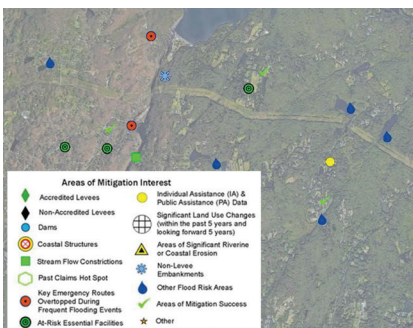 Areas of Mitigation Interest
Accredited Levees
Non-Accredited Levees
Dams
Coastal Structures
Stream Flow Constrictions
Past Claims Hot Spot
Key Emergency Routes
Overtopped During
Frequent Flooding Events
At-Risk Essential Facilities
Individual Assistance (IA) &
Public Assistance (PA) Data
Significant Land Use Changes
(within the past 5 years and
looking forward 5 years)
Areas of Significant Riverine
or Coastal Erosion
Non-Levee
Embankments
Other Flood Risk Areas
Areas of Mitigation Success
Other